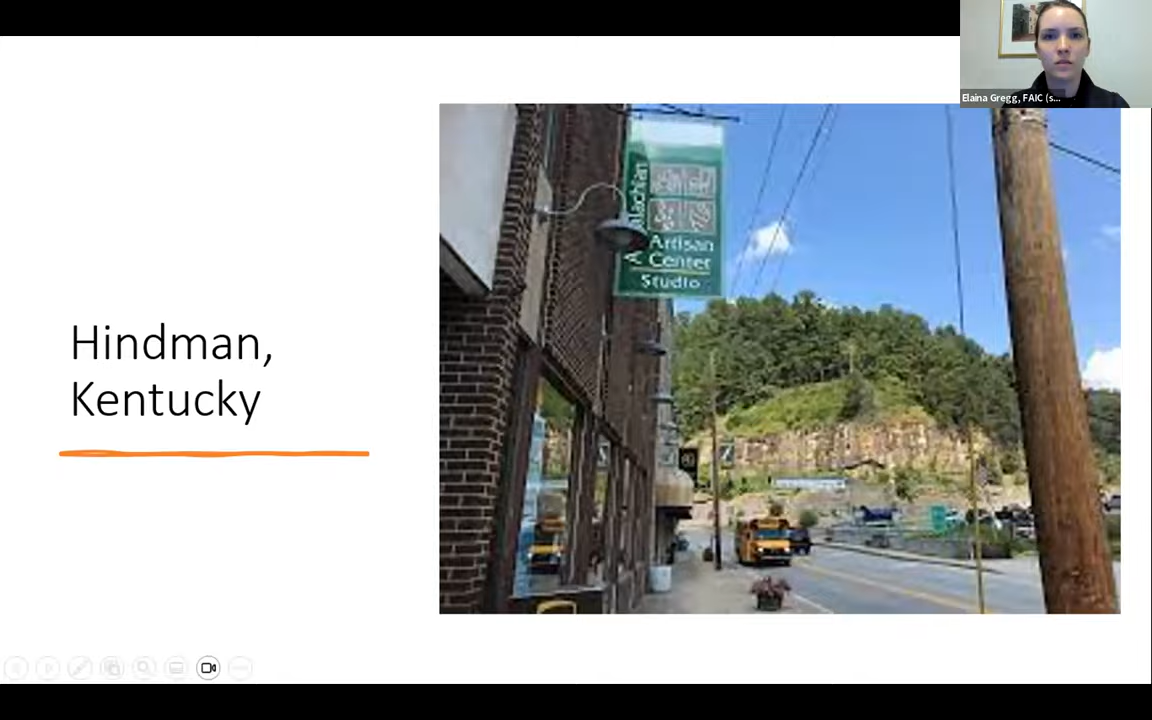 Elaina Gregg, FAIC (s...
Hindman,
Kentucky
Appalachian
Artisan
Center
Studio